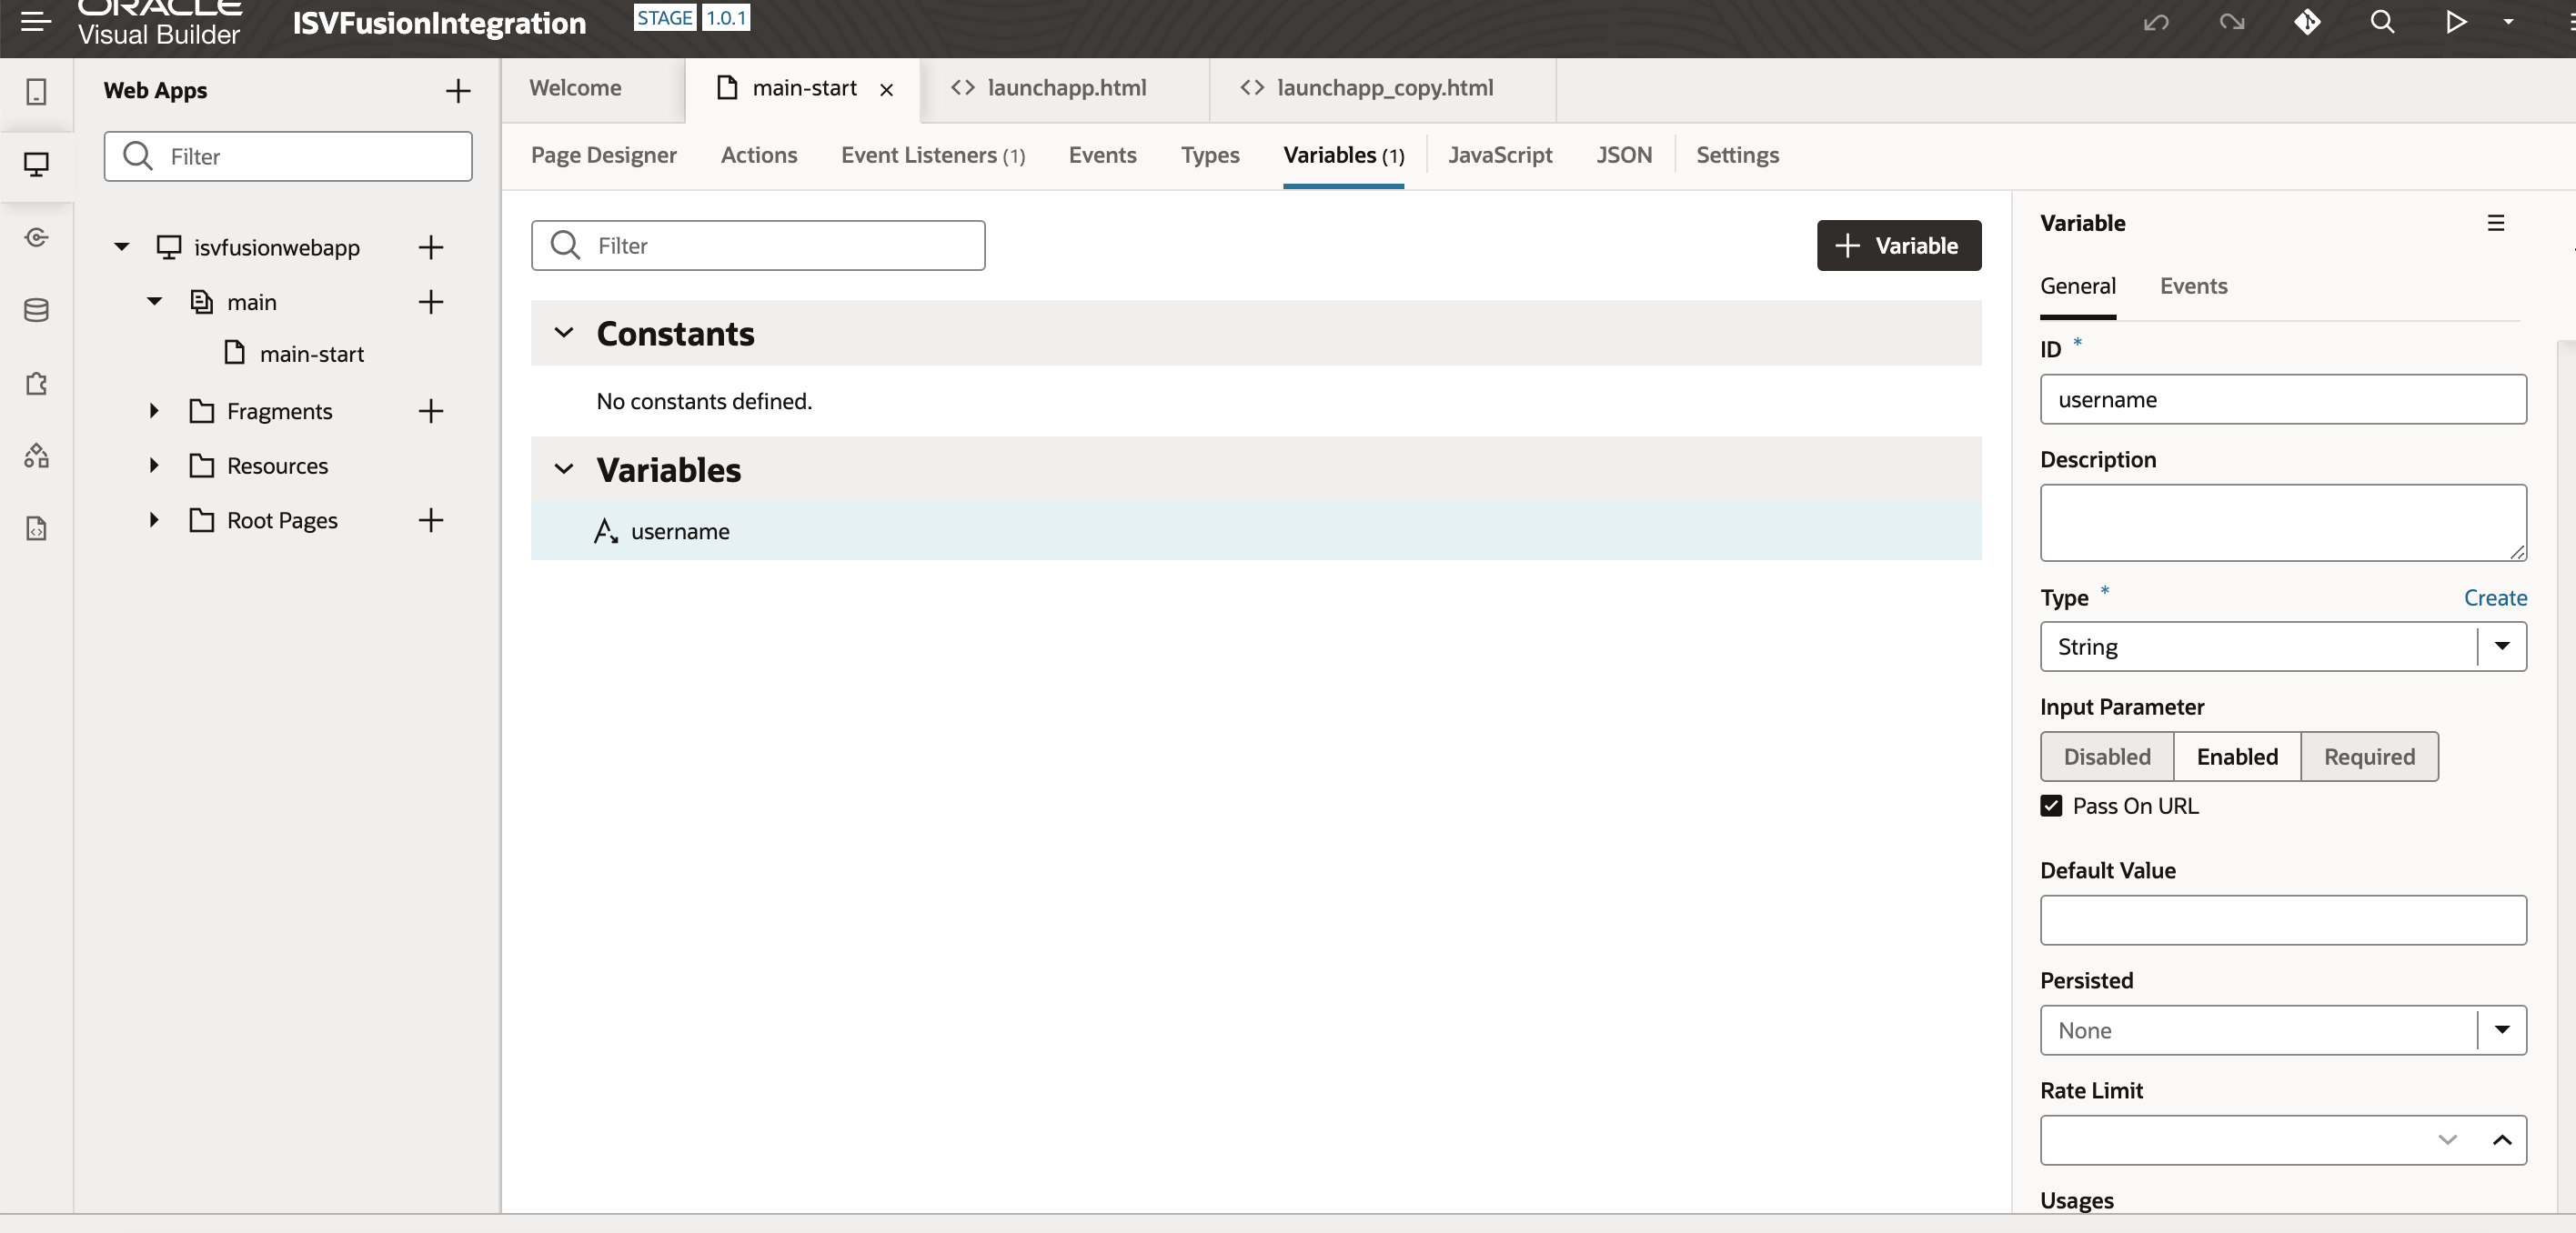 ORACLE
Visual Builder
ISVFusionIntegration
STAGE 1.0.1
Web Apps
Filter
isvfusionwebapp
main
main-start
Fragments
Resources
Root Pages
Welcome
main-start
launchapp.html
launchapp_copy.html
Page Designer
Actions
Event Listeners (1)
Events
Types
Variables (1)
JavaScript
JSON
Settings
Filter
Variable
Constants
No constants defined.
Variables
username
Variable
General
Events
ID *
username
Description
Type *
Create
String
Input Parameter
Disabled
Enabled
Required
Pass On URL
Default Value
Persisted
None
Rate Limit
Usages